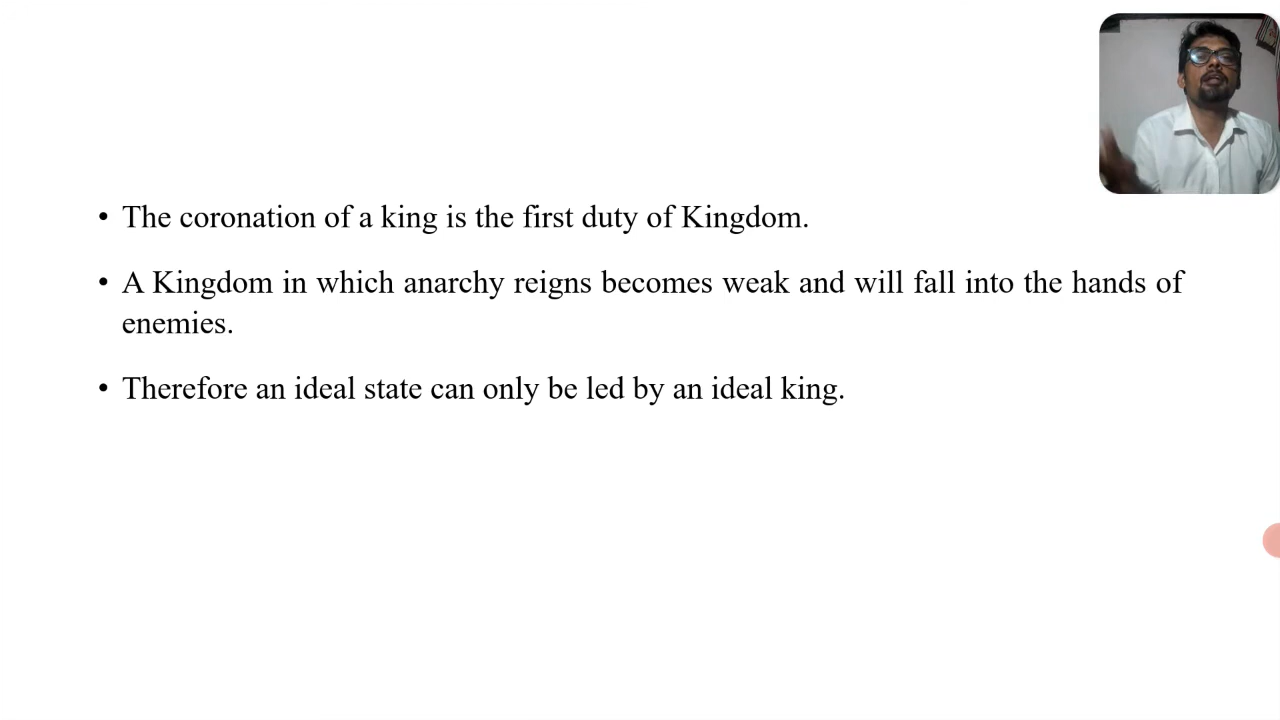 • The coronation of a king is the first duty of Kingdom.
• A Kingdom in which anarchy reigns becomes weak and will fall into the hands of
enemies.
• Therefore an ideal state can only be led by an ideal king.